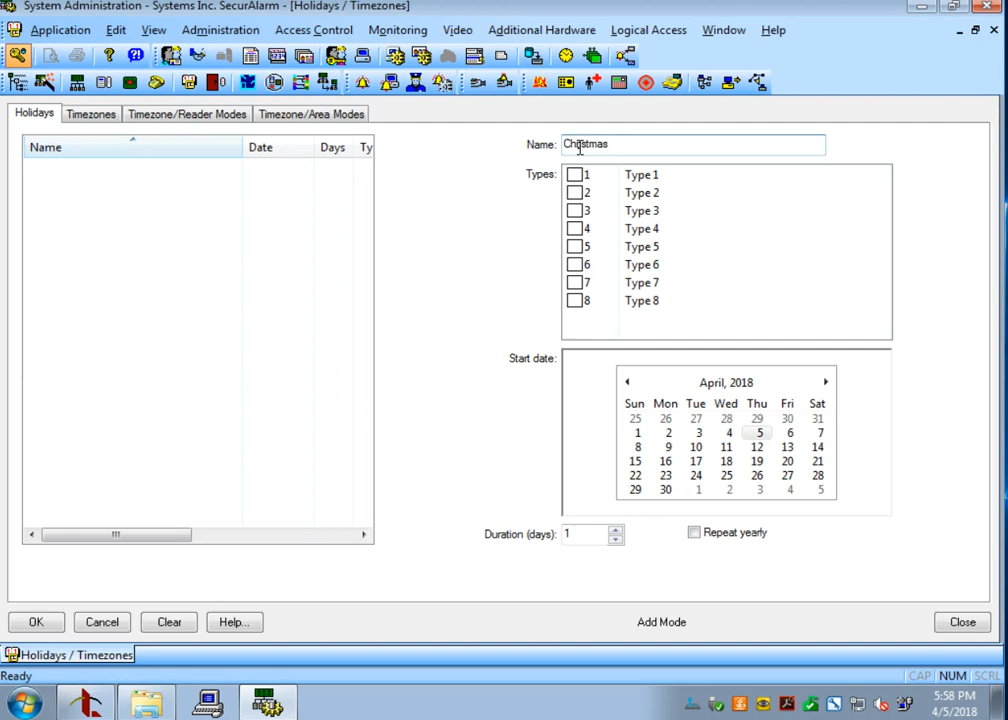 System Administration - Systems Inc. SecurAlarm - [Holidays / Timezones]
Application Edit View Administration Access Control Monitoring Video Additional Hardware Logical Access Window Help
Holidays Timezones Timezone/Reader Modes Timezone/Area Modes
Name Date Days Ty
Name: Christmas
Types:
1 Type 1
2 Type 2
3 Type 3
4 Type 4
5 Type 5
6 Type 6
7 Type 7
8 Type 8
Start date:
April, 2018
Sun Mon Tue Wed Thu Fri Sat
25 26 27 28 29 30 31
1 2 3 4 5 6 7
8 9 10 11 12 13 14
15 16 17 18 19 20 21
22 23 24 25 26 27 28
29 30 1 2 3 4 5
Duration (days): 1 Repeat yearly
OK Cancel Clear Help... Add Mode Close
Holidays / Timezones
Ready CAP NUM SCRL
5:58 PM
4/5/2018